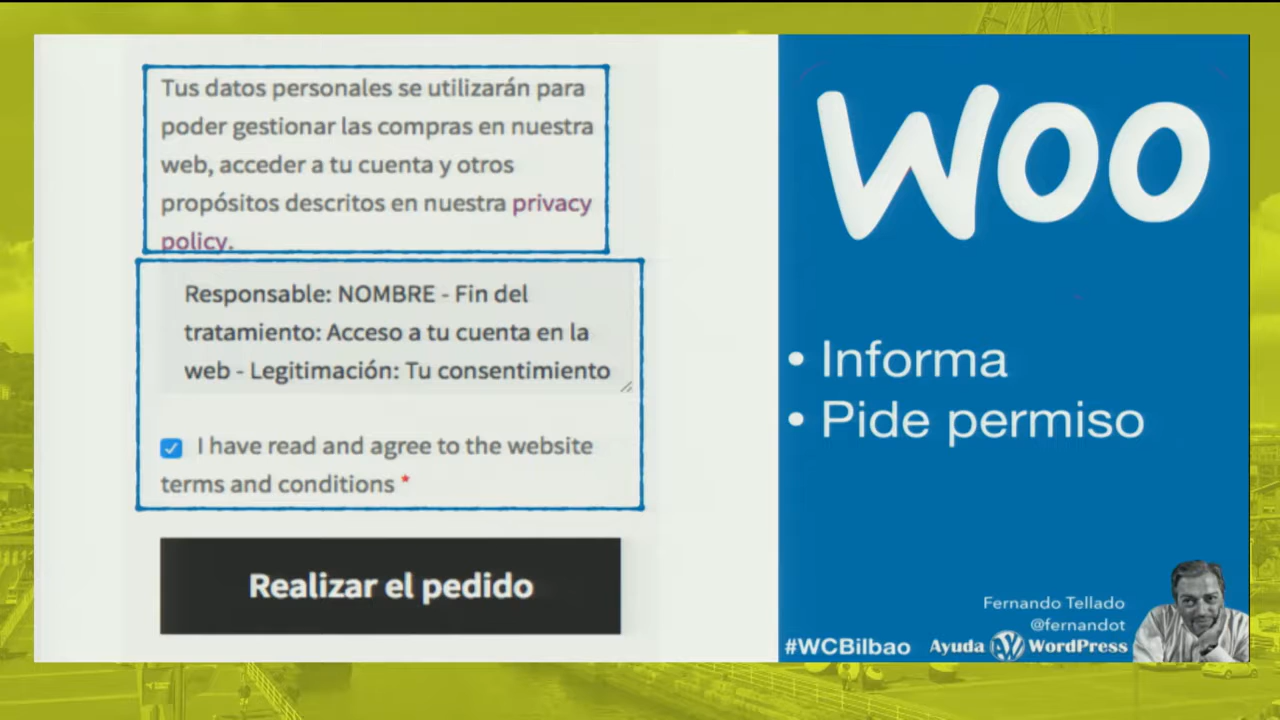 Tus datos personales se utilizarán para
poder gestionar las compras en nuestra
web, acceder a tu cuenta y otros
propósitos descritos en nuestra privacy
policy.
Responsable: NOMBRE - Fin del
tratamiento: Acceso a tu cuenta en la
web - Legitimación: Tu consentimiento
I have read and agree to the website
terms and conditions *
Realizar el pedido
WOO
• Informa
• Pide permiso
Fernando Tellado
@fernandot
#WCBilbao Ayuda AW WordPress